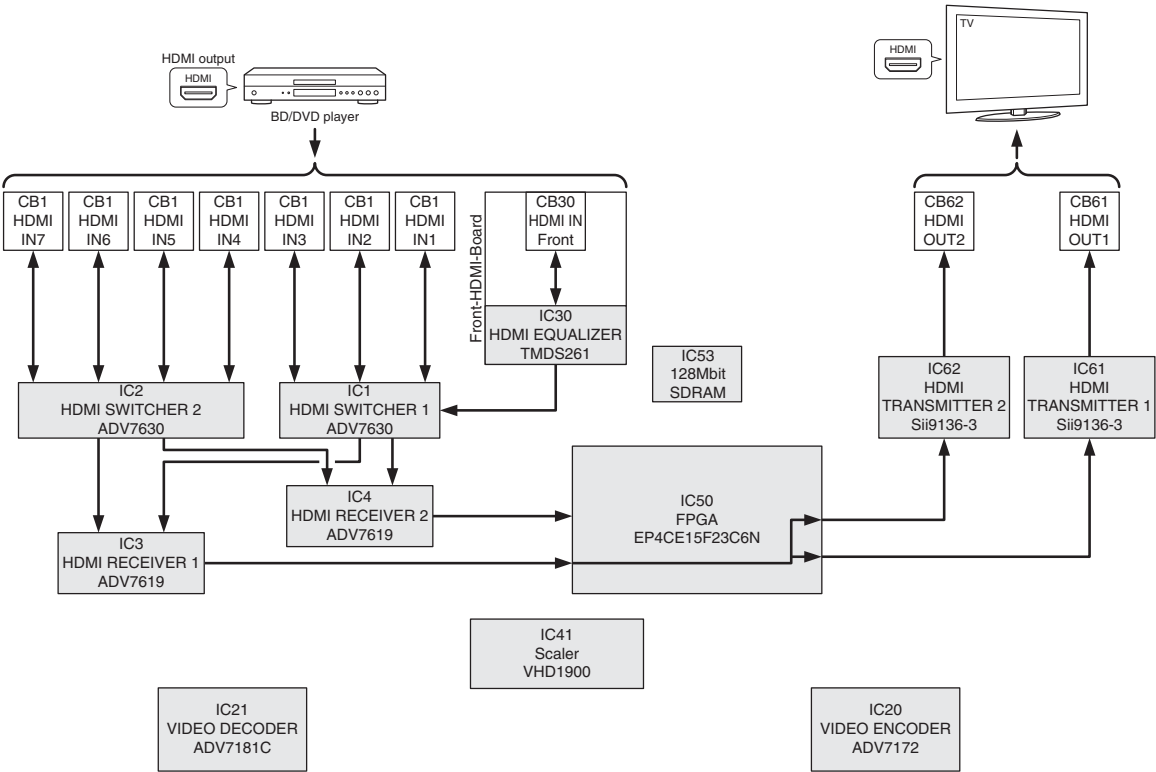 HDMI output
HDMI
BD/DVD player
TV
HDMI
CB1
HDMI
IN7
CB1
HDMI
IN6
CB1
HDMI
IN5
CB1
HDMI
IN4
CB1
HDMI
IN3
CB1
HDMI
IN2
CB1
HDMI
IN1
Front-HDMI-Board
CB30
HDMI IN
Front
CB62
HDMI
OUT2
CB61
HDMI
OUT1
IC30
HDMI EQUALIZER
TMDS261
IC53
128Mbit
SDRAM
IC62
HDMI
TRANSMITTER 2
Sii9136-3
IC61
HDMI
TRANSMITTER 1
Sii9136-3
IC2
HDMI SWITCHER 2
ADV7630
IC1
HDMI SWITCHER 1
ADV7630
IC4
HDMI RECEIVER 2
ADV7619
IC50
FPGA
EP4CE15F23C6N
IC3
HDMI RECEIVER 1
ADV7619
IC41
Scaler
VHD1900
IC21
VIDEO DECODER
ADV7181C
IC20
VIDEO ENCODER
ADV7172